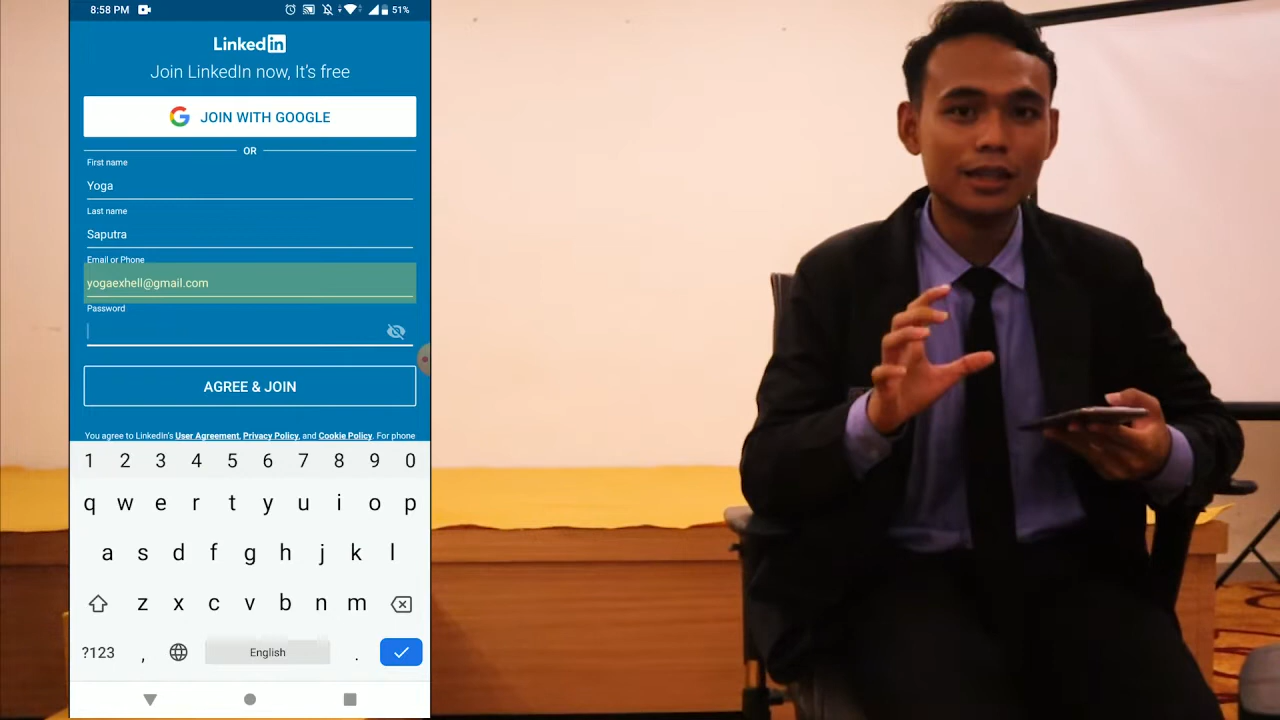 8:58 PM 51%
LinkedIn
Join LinkedIn now, It's free
JOIN WITH GOOGLE
OR
First name
Yoga
Last name
Saputra
Email or Phone
yogaexhell@gmail.com
Password
AGREE & JOIN
You agree to LinkedIn's User Agreement, Privacy Policy, and Cookie Policy. For phone
1 2 3 4 5 6 7 8 9 0
q w e r t y u i o p
a s d f g h j k l
z x c v b n m
?123 , English .